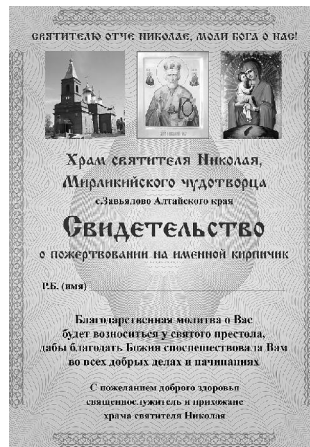 СВЯТИТЕЛЮ ОТЧЕ НИКОЛАЕ, МОЛИ БОГА О НАС!
Храм святителя Николая,
Мирликийского чудотворца
с.Завьялово Алтайского края
Свидетельство
о пожертвовании на именной кирпичик
Р.Б. (имя)
Благодарственная молитва о Вас
будет возноситься у святого престола,
дабы благодать Божия споспешествовала Вам
во всех добрых делах и начинаниях
С пожеланием доброго здоровья
священнослужитель и прихожане
храма святителя Николая